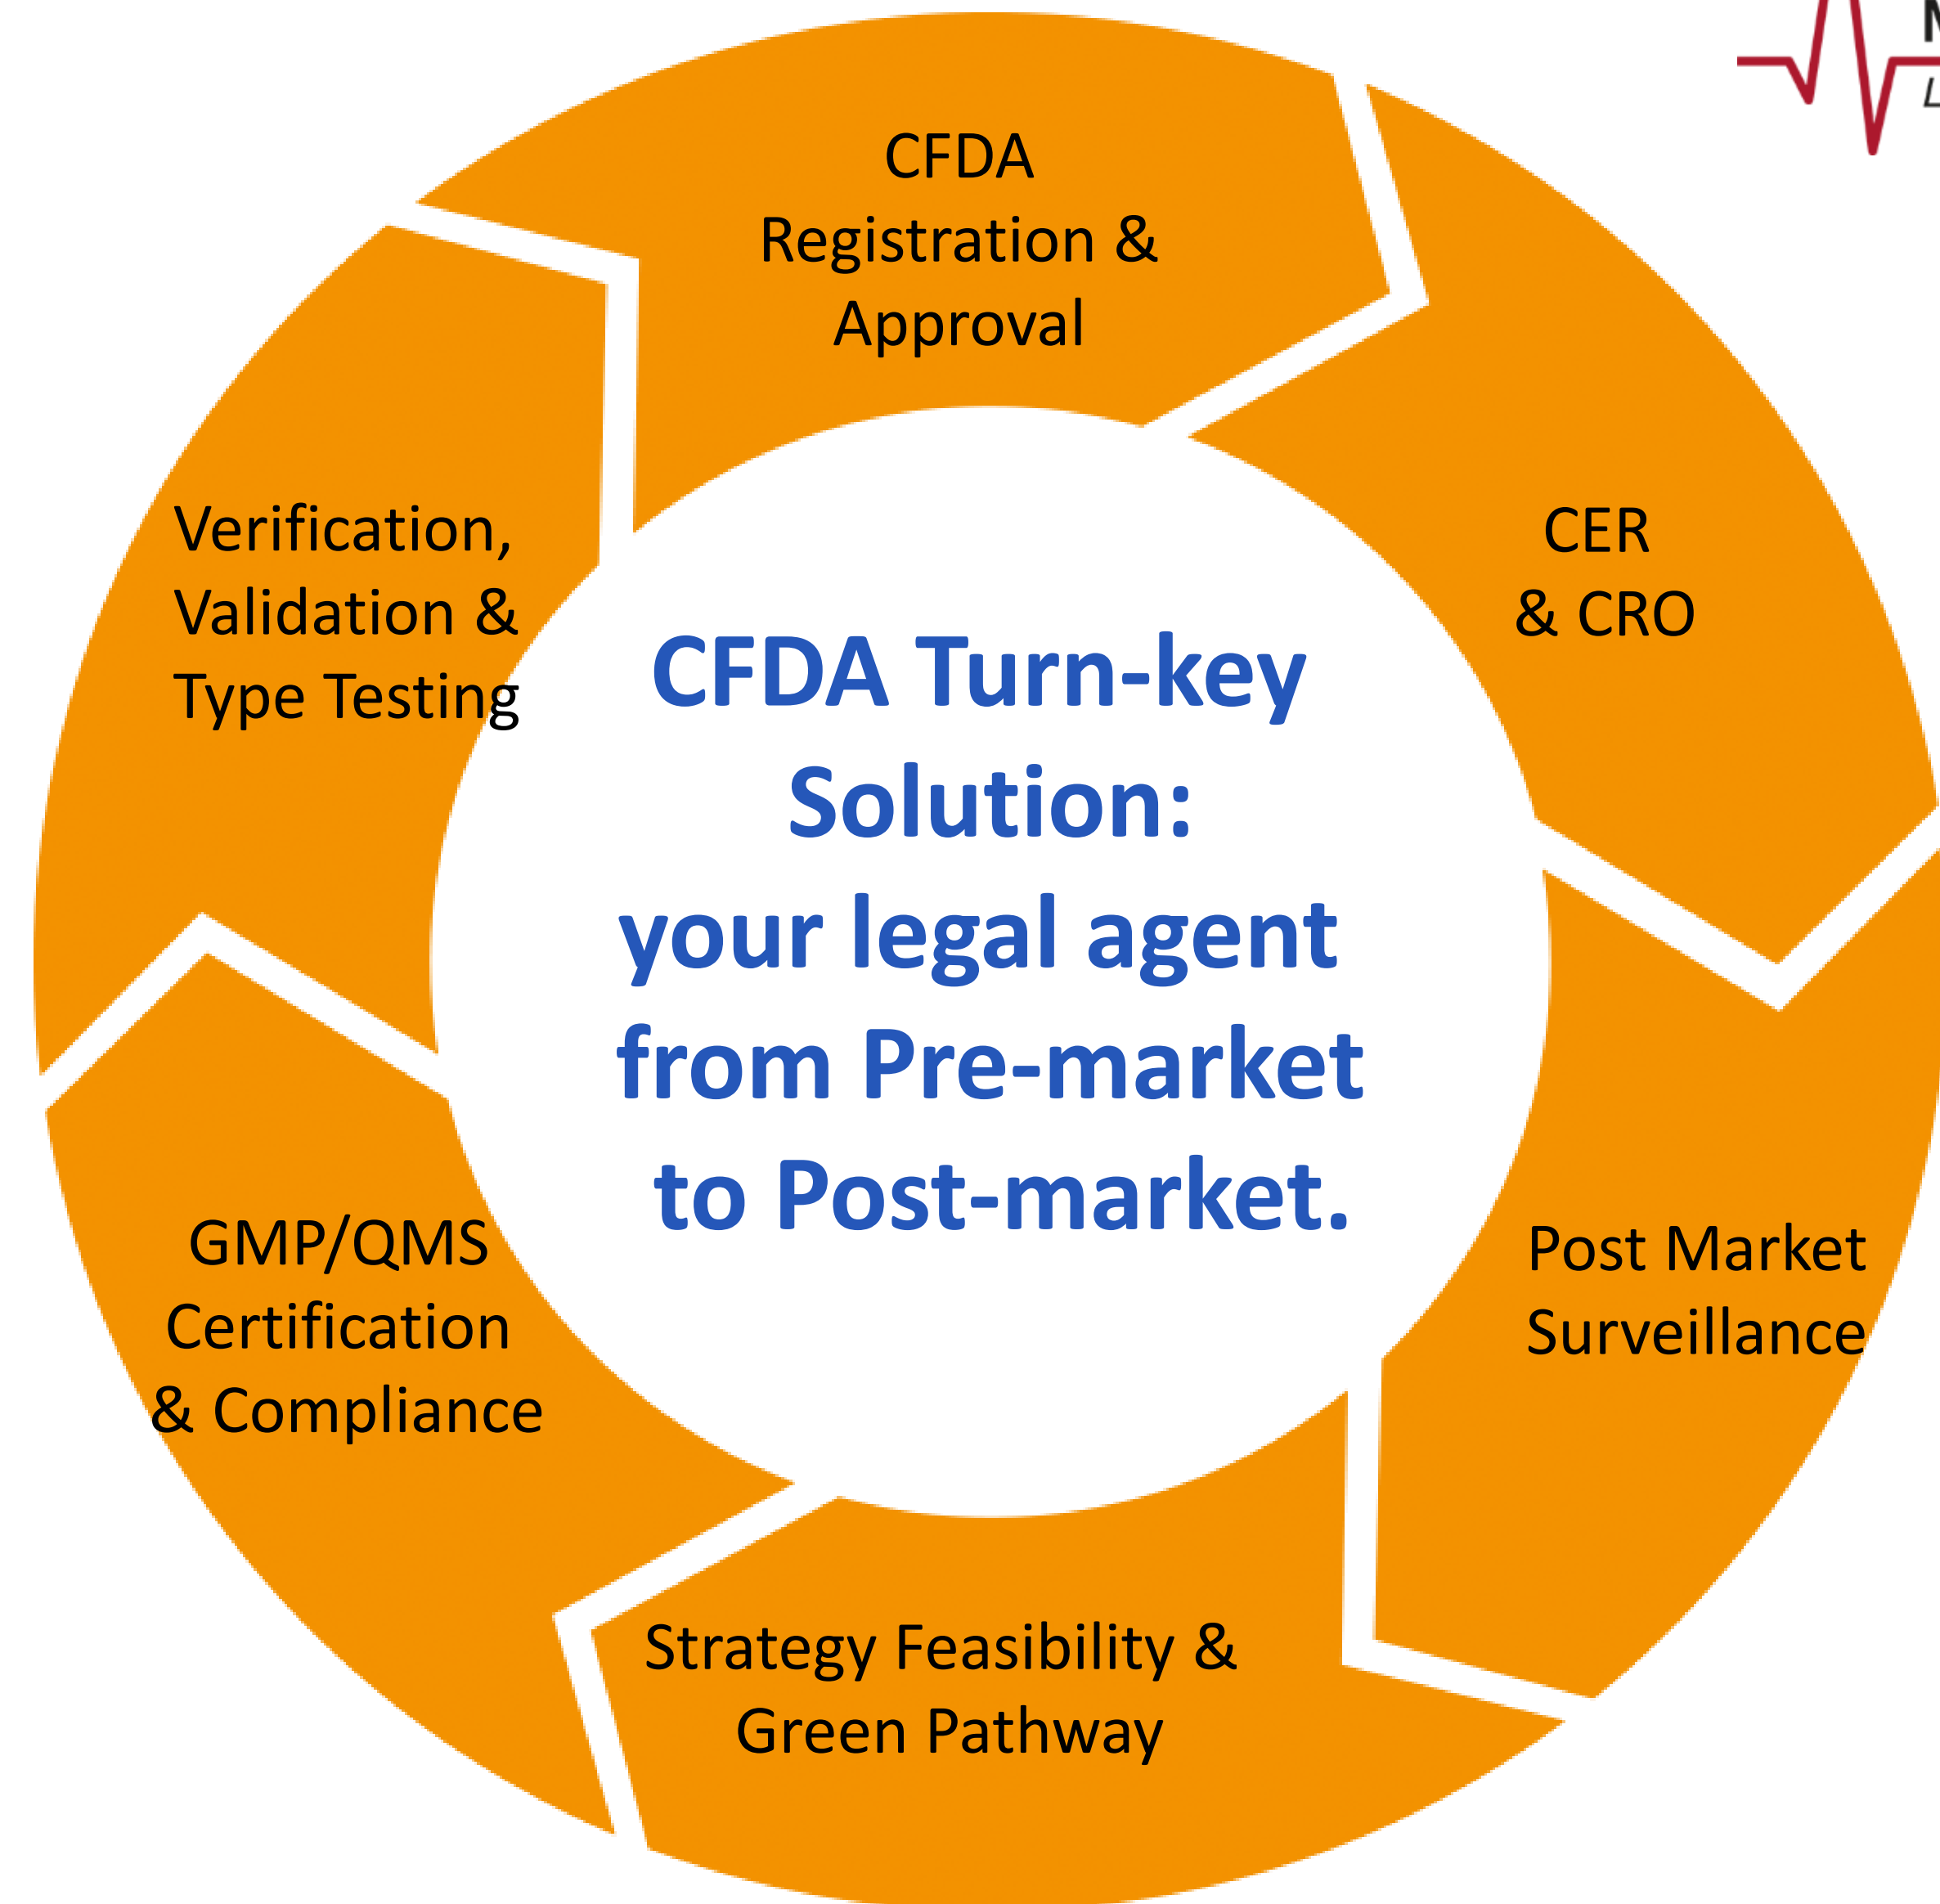 CFDA
Registration &
Approval
CER
& CRO
Verification,
Validation &
Type Testing
CFDA Turn-key
Solution:
your legal agent
from Pre-market
to Post-market.
GMP/QMS
Certification
& Compliance
Post Market
Surveillance
Strategy Feasibility &
Green Pathway